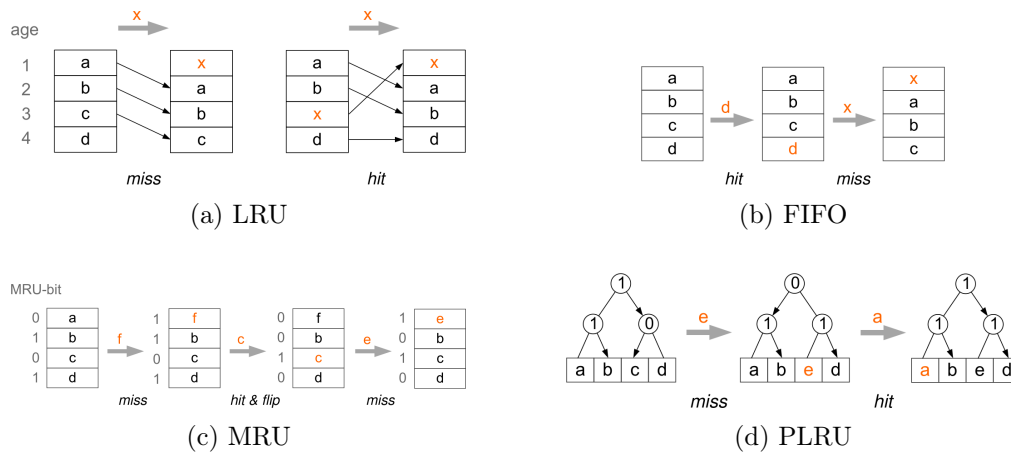 x x
age
1 a x a x
2 b a b a
3 c b x b
4 d c d d
miss hit
(a) LRU
a a x
b d b x a
c c b
d d c
hit miss
(b) FIFO
MRU-bit
0 a 1 f 0 f 1 e
1 b f 1 b c 0 b e 0 b
0 c 0 c 1 c 1 c
1 d 1 d 0 d 0 d
miss hit & flip miss
(c) MRU
1 0 1
e a
1 0 1 1 1 1
a b c d a b e d a b e d
miss hit
(d) PLRU